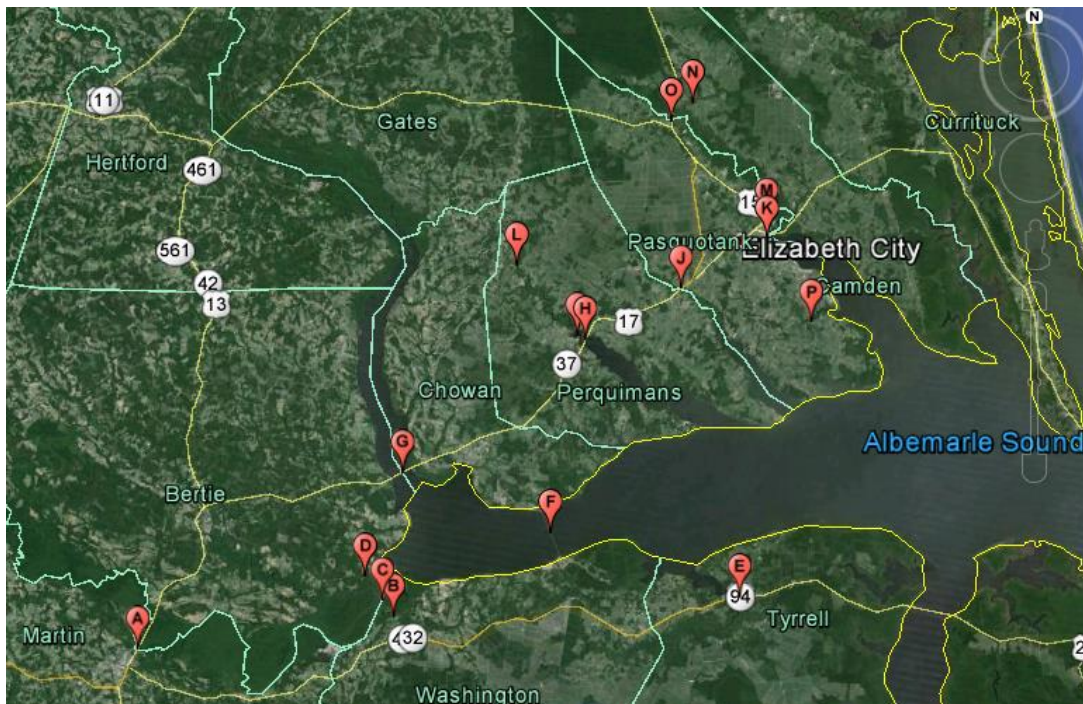 N
N
11
O
Gates
Currituck
Hertford
461
M
15
K
L
561
Pasquotank
Elizabeth City
J
42
Camden
13
P
H
17
37
Chowan
Perquimans
G
Albemarle Sound
Bertie
F
D
C
E
B
94
A
Tyrrell
Martin
32
Washington